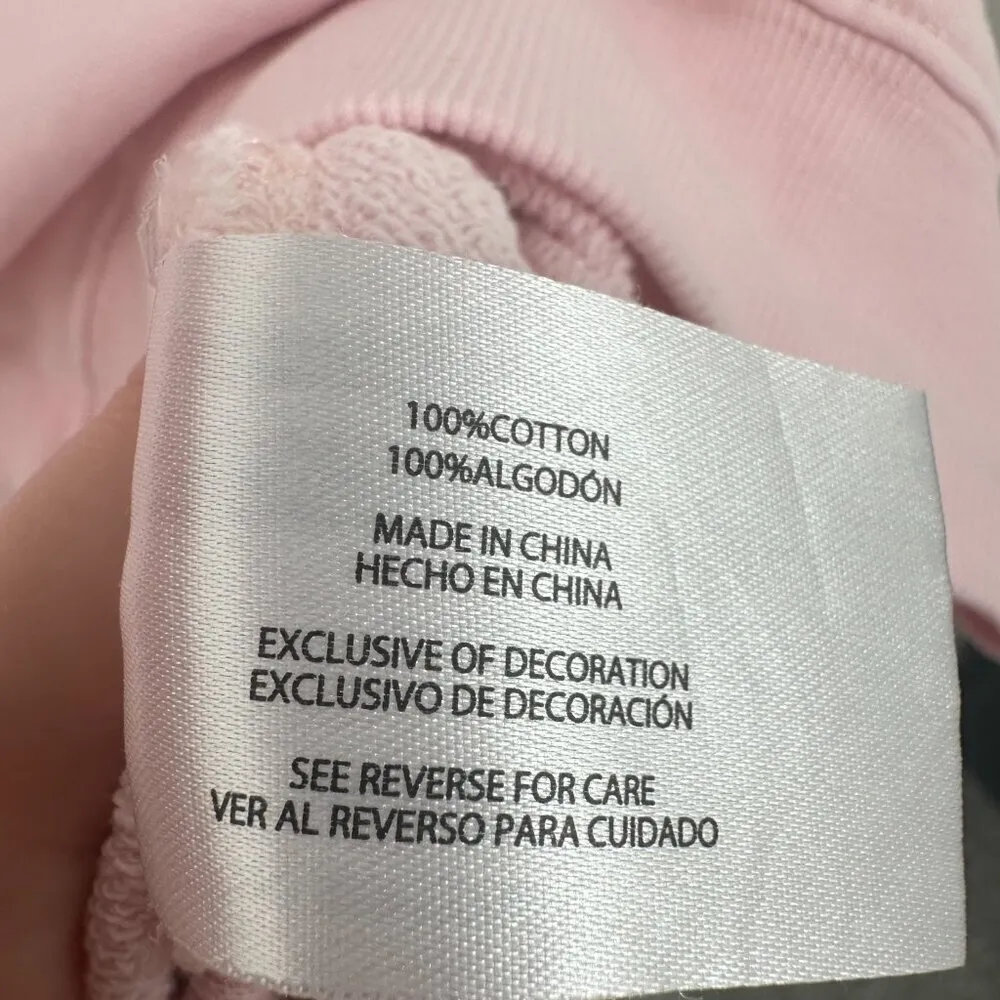 100%COTTON
100%ALGODÓN
MADE IN CHINA
HECHO EN CHINA
EXCLUSIVE OF DECORATION
EXCLUSIVO DE DECORACIÓN
SEE REVERSE FOR CARE
VER AL REVERSO PARA CUIDADO